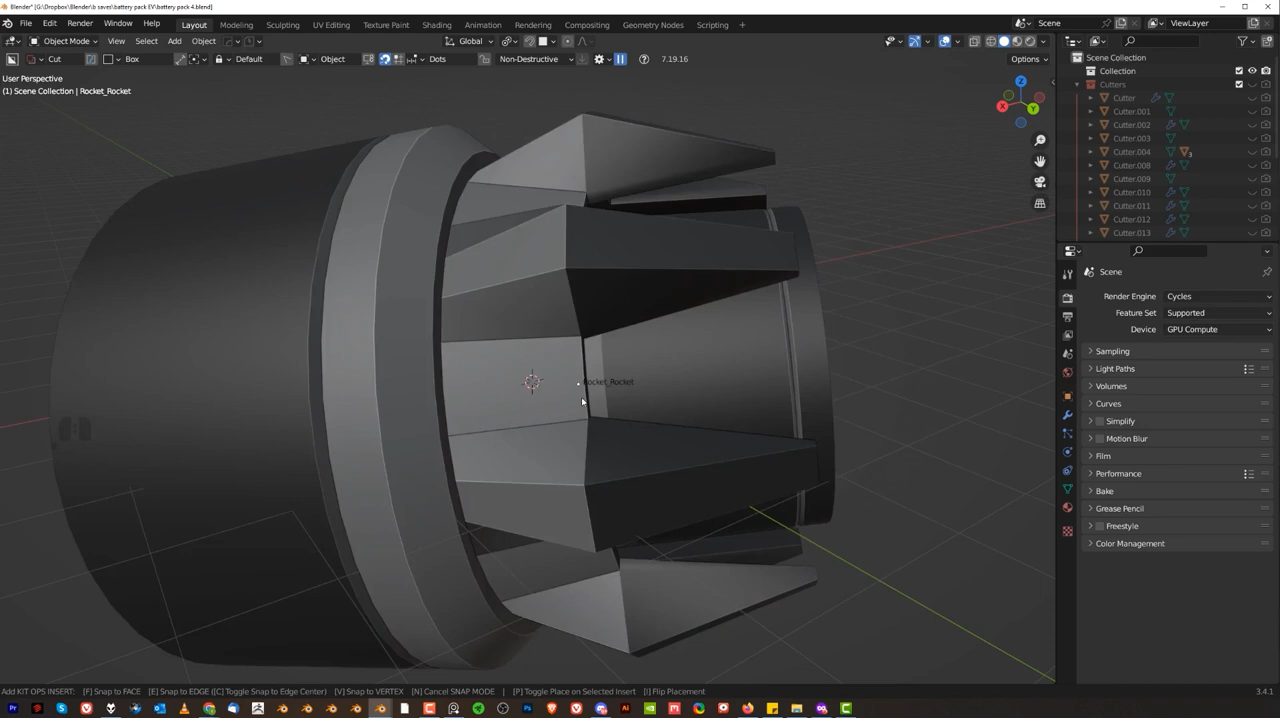 Blender* [G:\Dropbox\Blender\b saves\battery pack EV\battery pack 4.blend]
File Edit Render Window Help Layout Modeling Sculpting UV Editing Texture Paint Shading Animation Rendering Compositing Geometry Nodes Scripting + Scene ViewLayer
Object Mode View Select Add Object Global
Cut Box Default Object Dots Non-Destructive 7.19.16 Options
User Perspective
(1) Scene Collection | Rocket_Rocket
Z
X
Y
Rocket_Rocket
Scene Collection
Collection
Cutters
Cutter
Cutter.001
Cutter.002
Cutter.003
Cutter.004
Cutter.008
Cutter.009
Cutter.010
Cutter.011
Cutter.012
Cutter.013
Scene
Render Engine Cycles
Feature Set Supported
Device GPU Compute
Sampling
Light Paths
Volumes
Curves
Simplify
Motion Blur
Film
Performance
Bake
Grease Pencil
Freestyle
Color Management
Add KIT OPS INSERT: [F] Snap to FACE [E] Snap to EDGE ([C] Toggle Snap to Edge Center) [V] Snap to VERTEX [N] Cancel SNAP MODE [P] Toggle Place on Selected Insert [I] Flip Placement 3.4.1